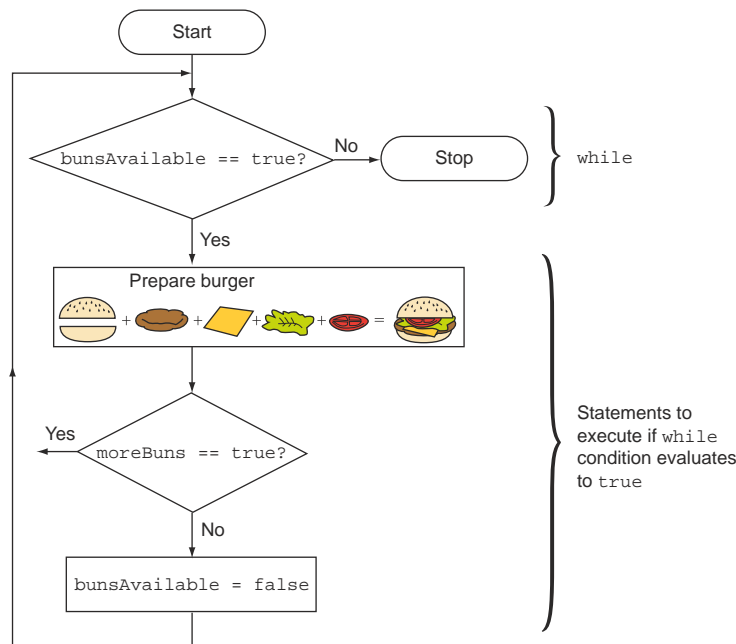 Start
bunsAvailable == true?
No
Stop
while
Yes
Prepare burger
+ + + + =
Yes
moreBuns == true?
No
bunsAvailable = false
Statements to
execute if while
condition evaluates
to true